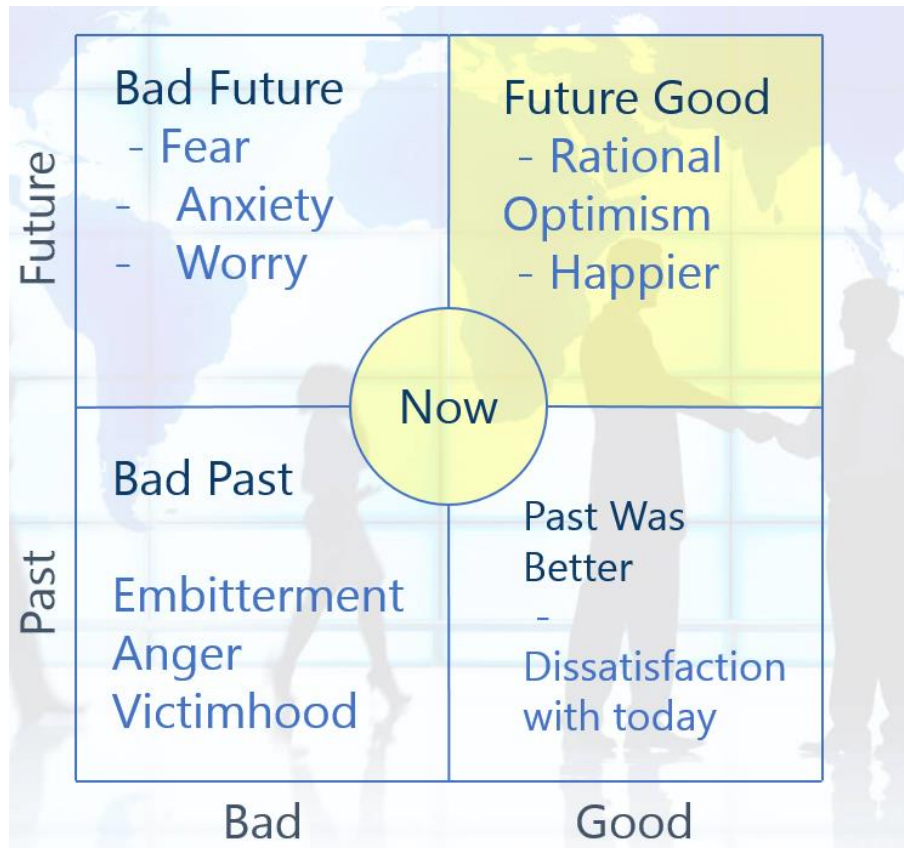 Future
Bad Future
- Fear
- Anxiety
- Worry
Future Good
- Rational
Optimism
- Happier
Now
Past
Bad Past
Embitterment
Anger
Victimhood
Past Was
Better
-
Dissatisfaction
with today
Bad
Good